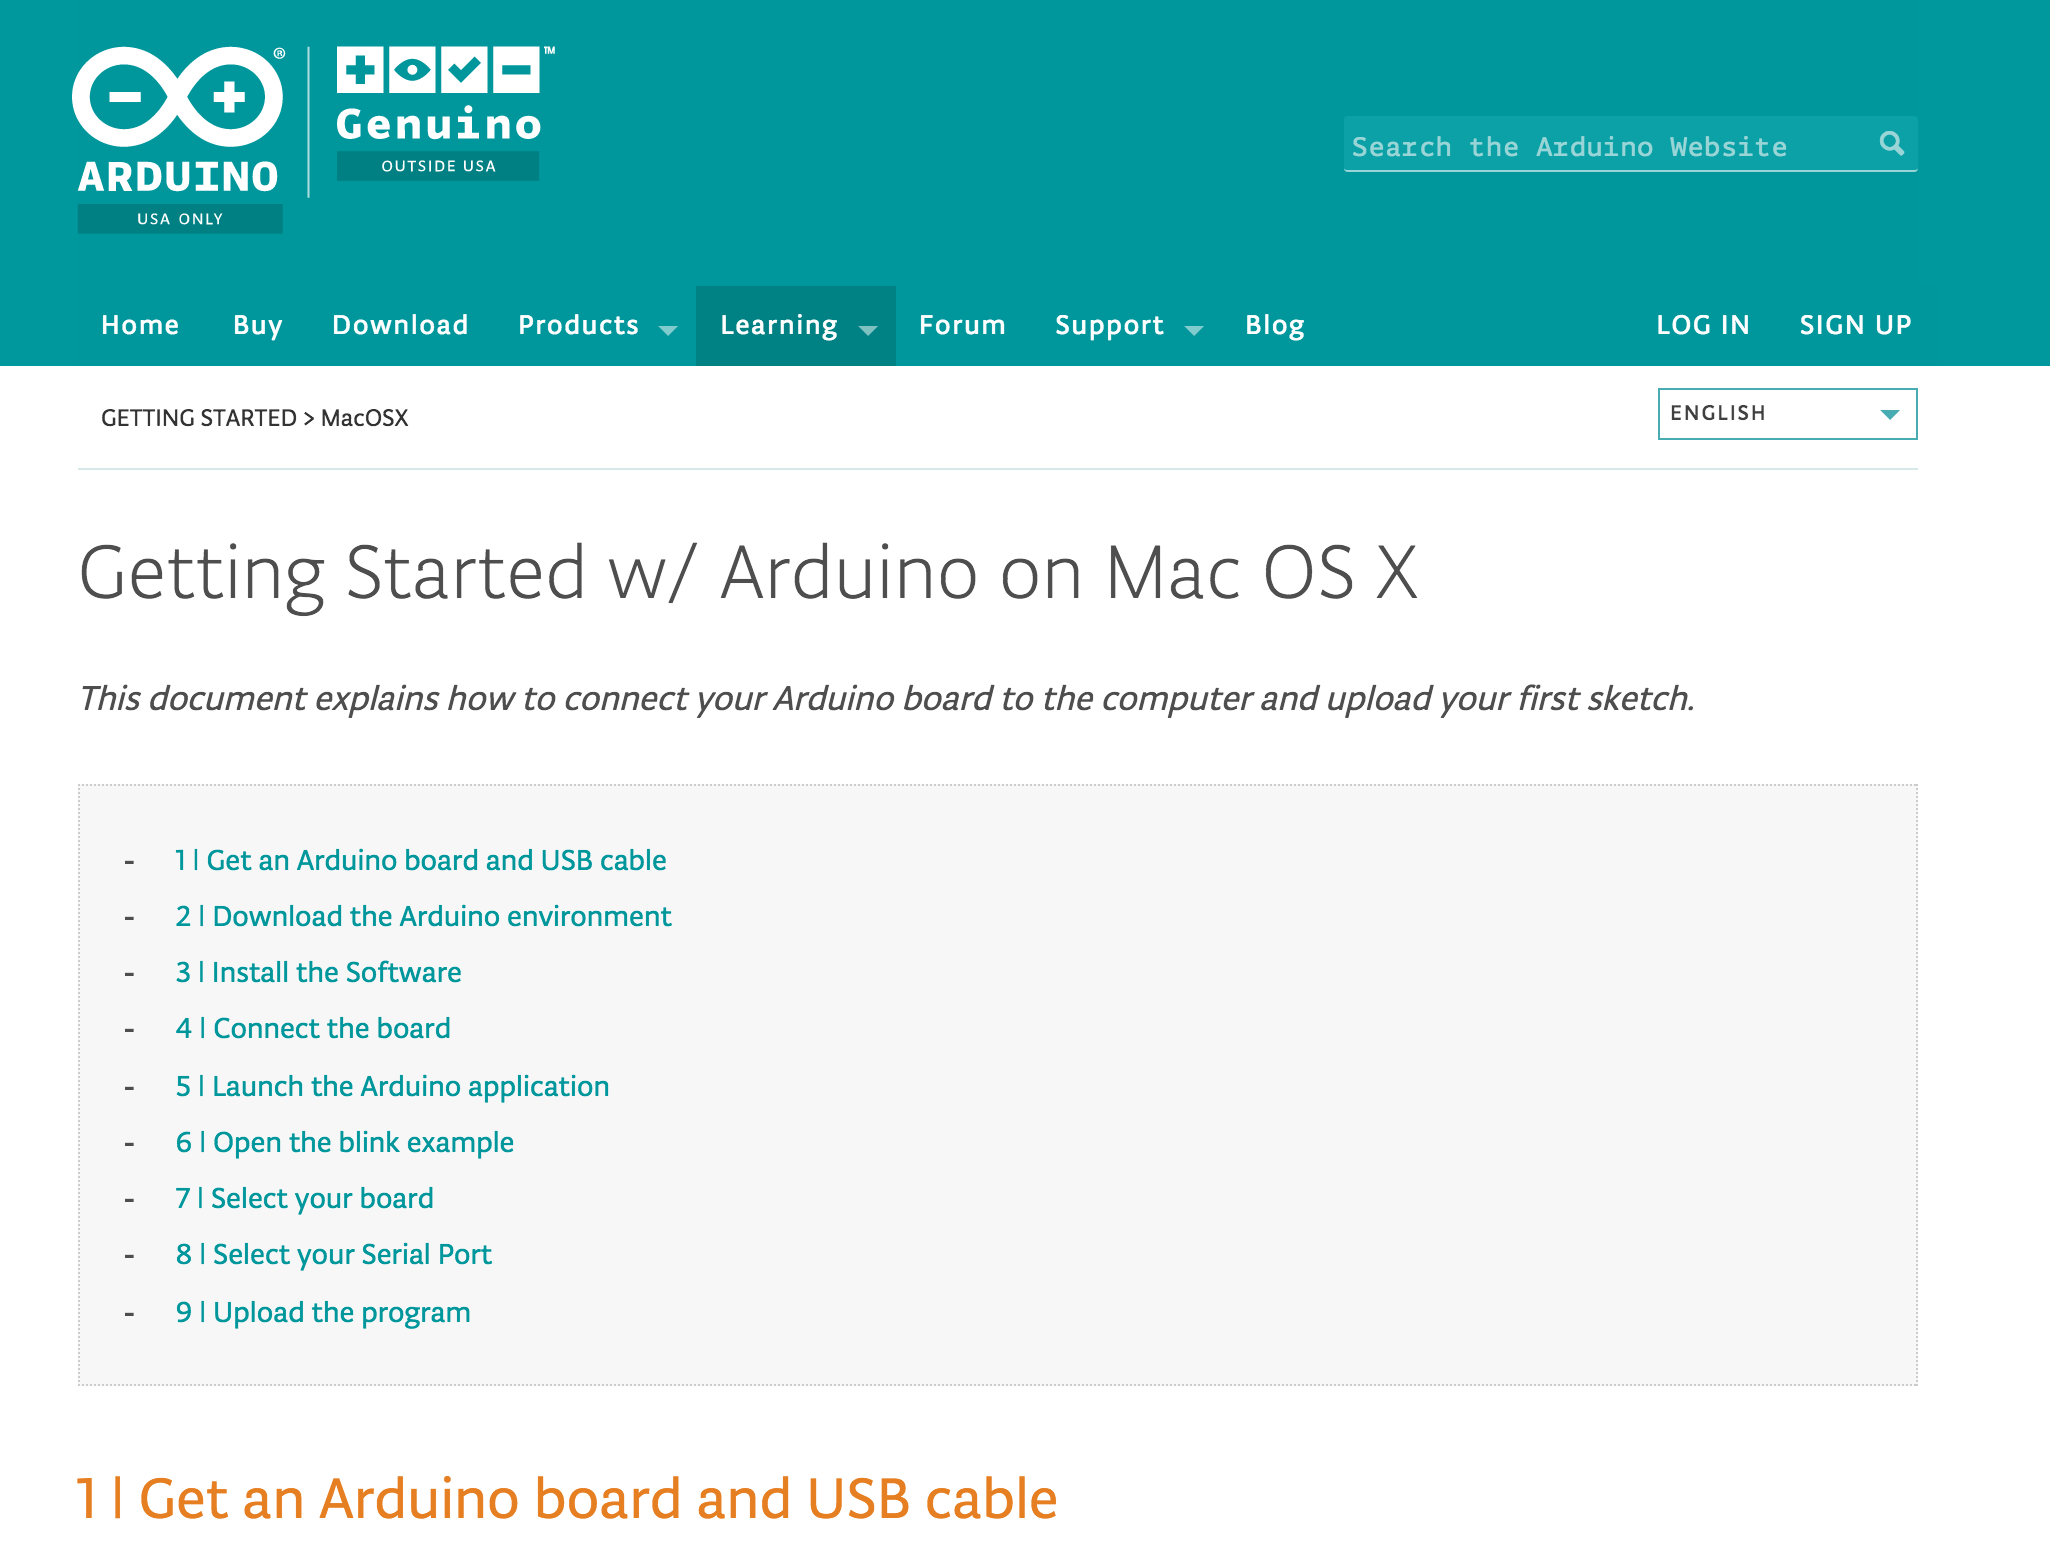 ARDUINO
®
USA ONLY
Genuino
™
OUTSIDE USA
Search the Arduino Website
Home Buy Download Products Learning Forum Support Blog LOG IN SIGN UP
GETTING STARTED > MacOSX
ENGLISH
Getting Started w/ Arduino on Mac OS X
This document explains how to connect your Arduino board to the computer and upload your first sketch.
- 1 | Get an Arduino board and USB cable
- 2 | Download the Arduino environment
- 3 | Install the Software
- 4 | Connect the board
- 5 | Launch the Arduino application
- 6 | Open the blink example
- 7 | Select your board
- 8 | Select your Serial Port
- 9 | Upload the program
1 | Get an Arduino board and USB cable